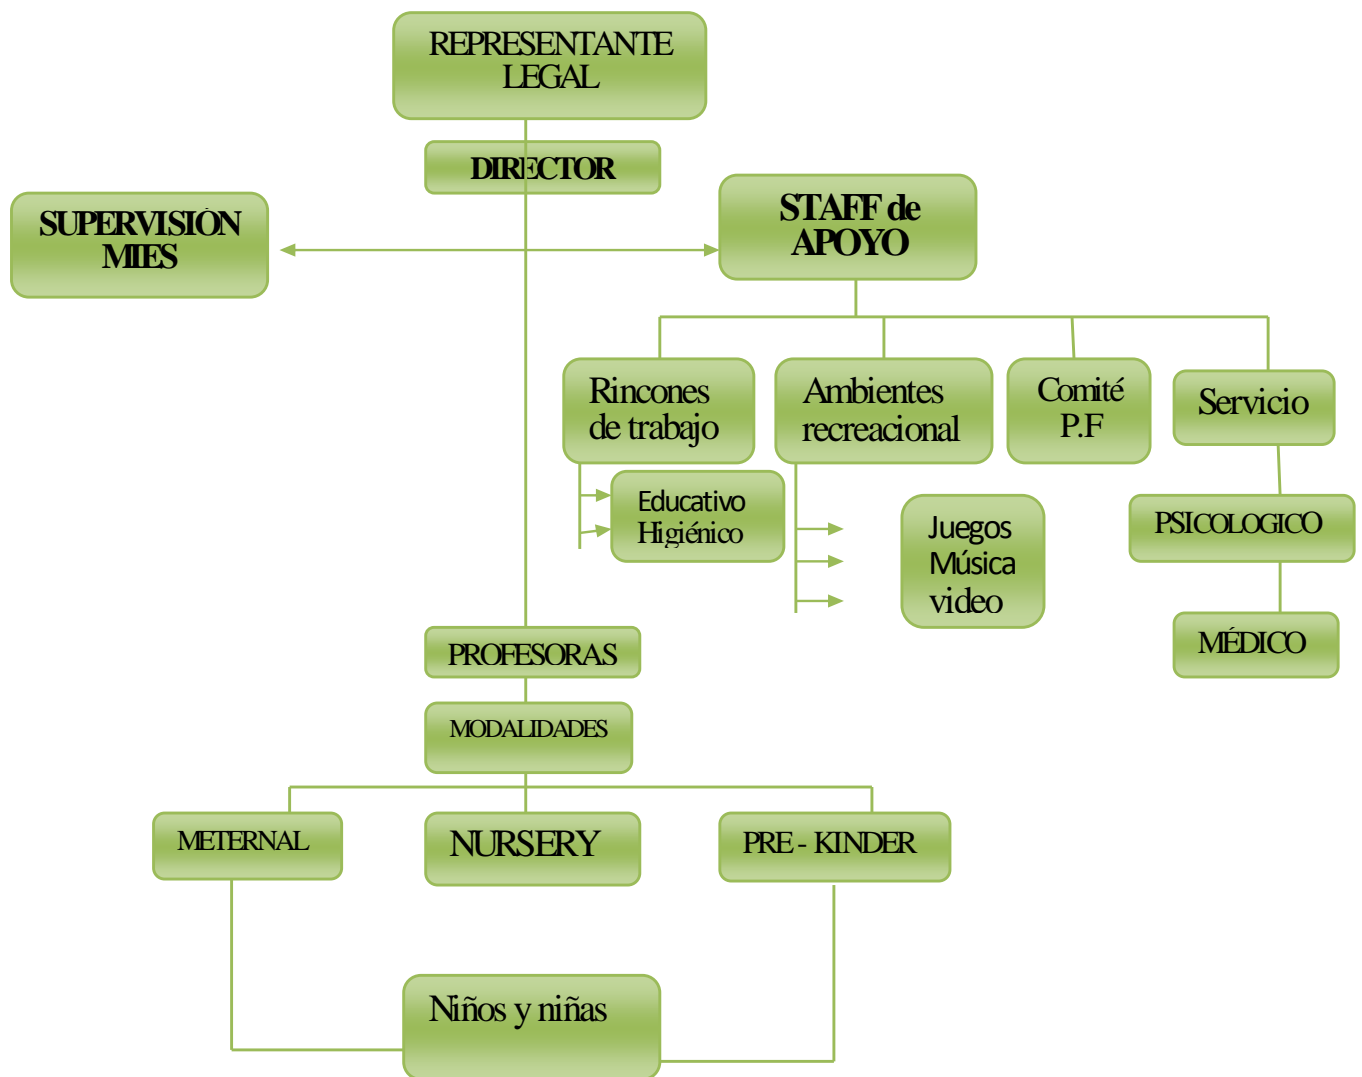 REPRESENTANTE
LEGAL
DIRECTOR
SUPERVISIÓN
MIES
STAFF de
APOYO
Rincones
de trabajo
Ambientes
recreacional
Comité
P.F
Servicio
Educativo
Higiénico
Juegos
Música
video
PSICOLOGICO
MÉDICO
PROFESORAS
MODALIDADES
METERNAL
NURSERY
PRE - KINDER
Niños y niñas